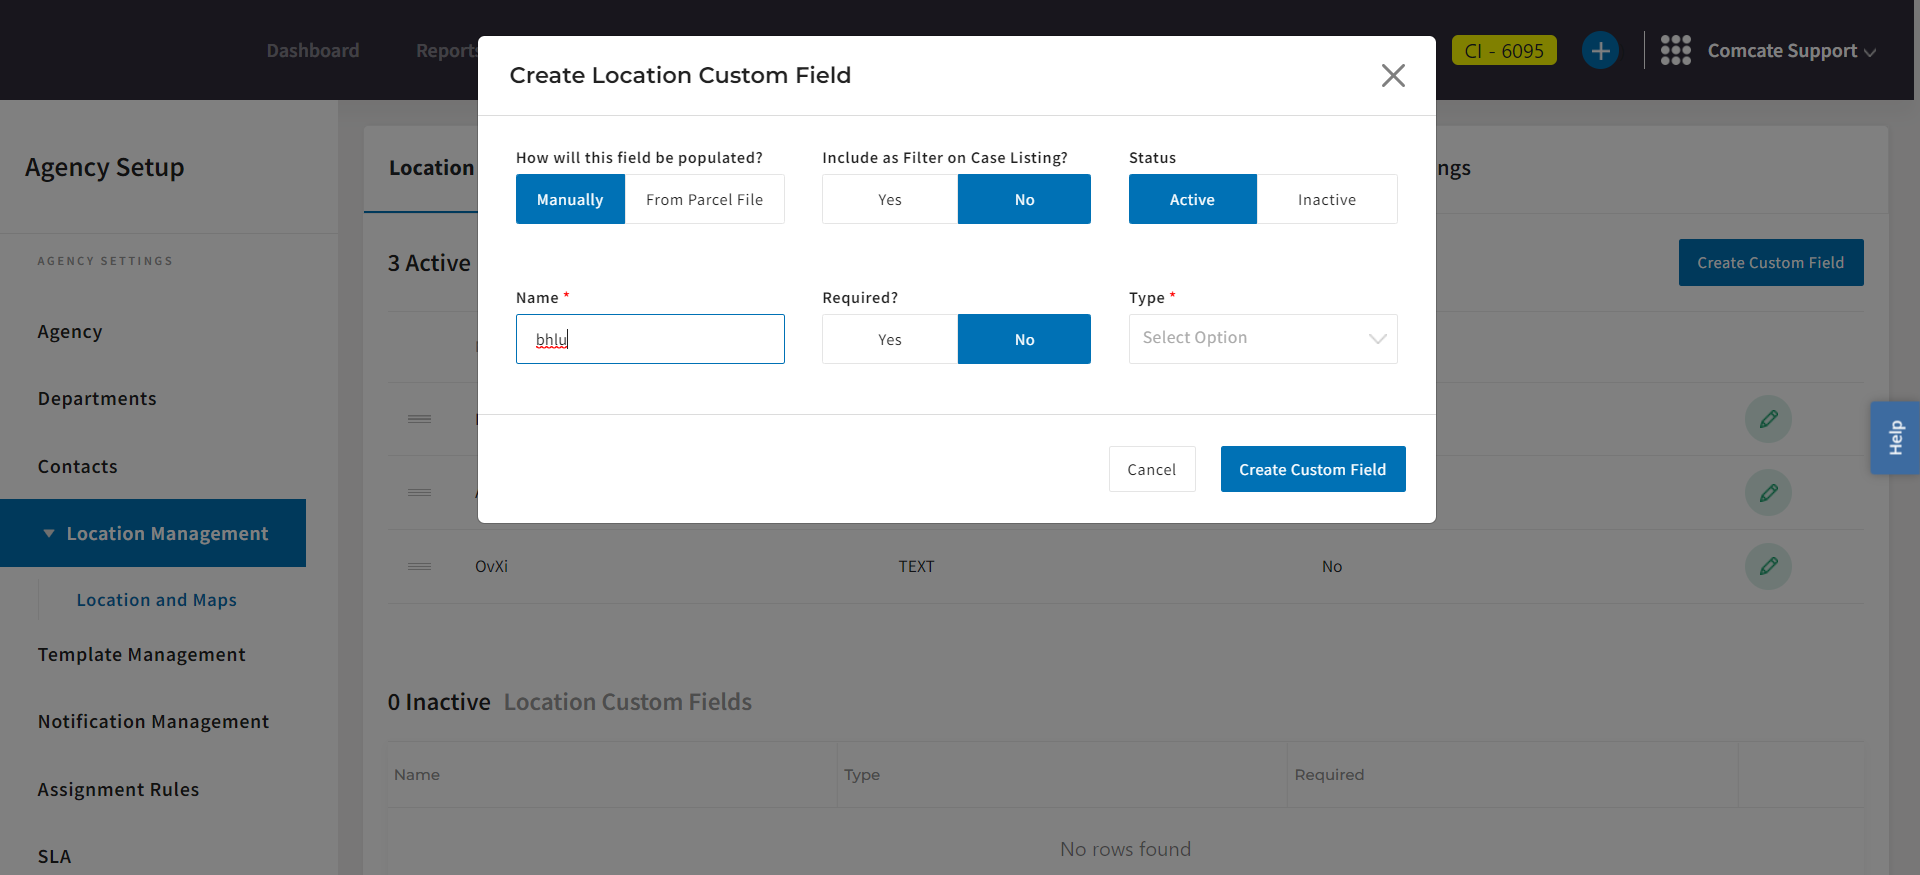 Dashboard Reports CI - 6095 Comcate Support
Create Location Custom Field
Agency Setup
Location
ngs
How will this field be populated? Include as Filter on Case Listing? Status
Manually From Parcel File Yes No Active Inactive
AGENCY SETTINGS
3 Active
Create Custom Field
Name * Required? Type *
Agency
bhlu Yes No Select Option
Departments
Help
Contacts
Cancel Create Custom Field
Location Management
OvXi TEXT No
Location and Maps
Template Management
0 Inactive Location Custom Fields
Notification Management
Name Type Required
Assignment Rules
No rows found
SLA